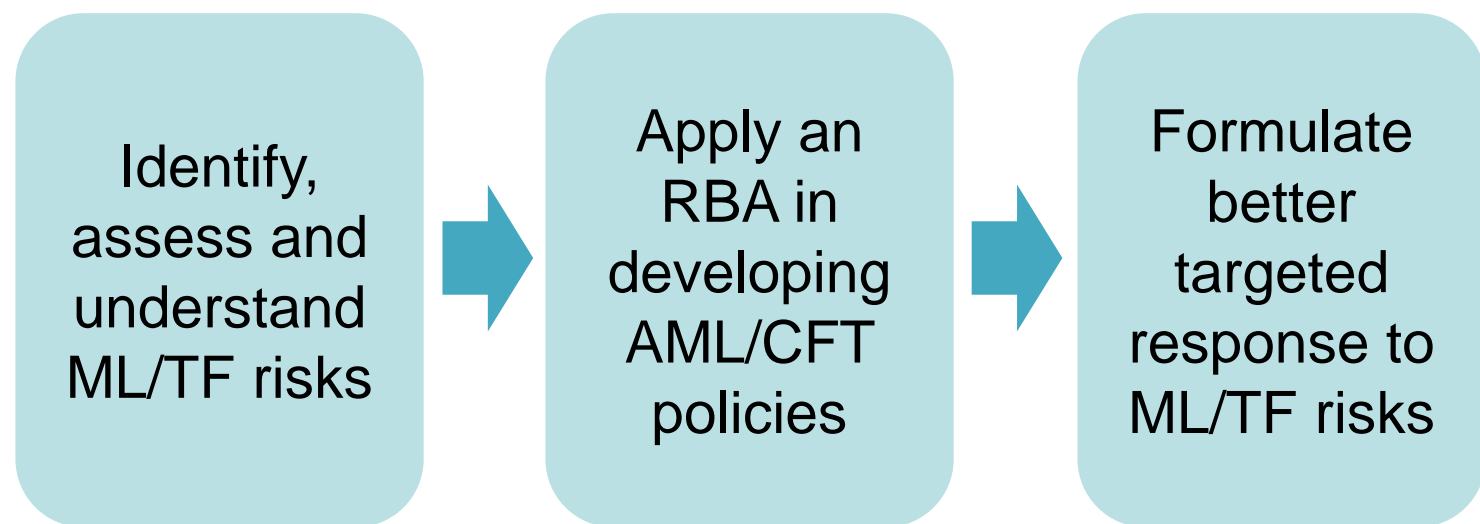 Identify,
assess and
understand
ML/TF risks
Apply an
RBA in
developing
AML/CFT
policies
Formulate
better
targeted
response to
ML/TF risks